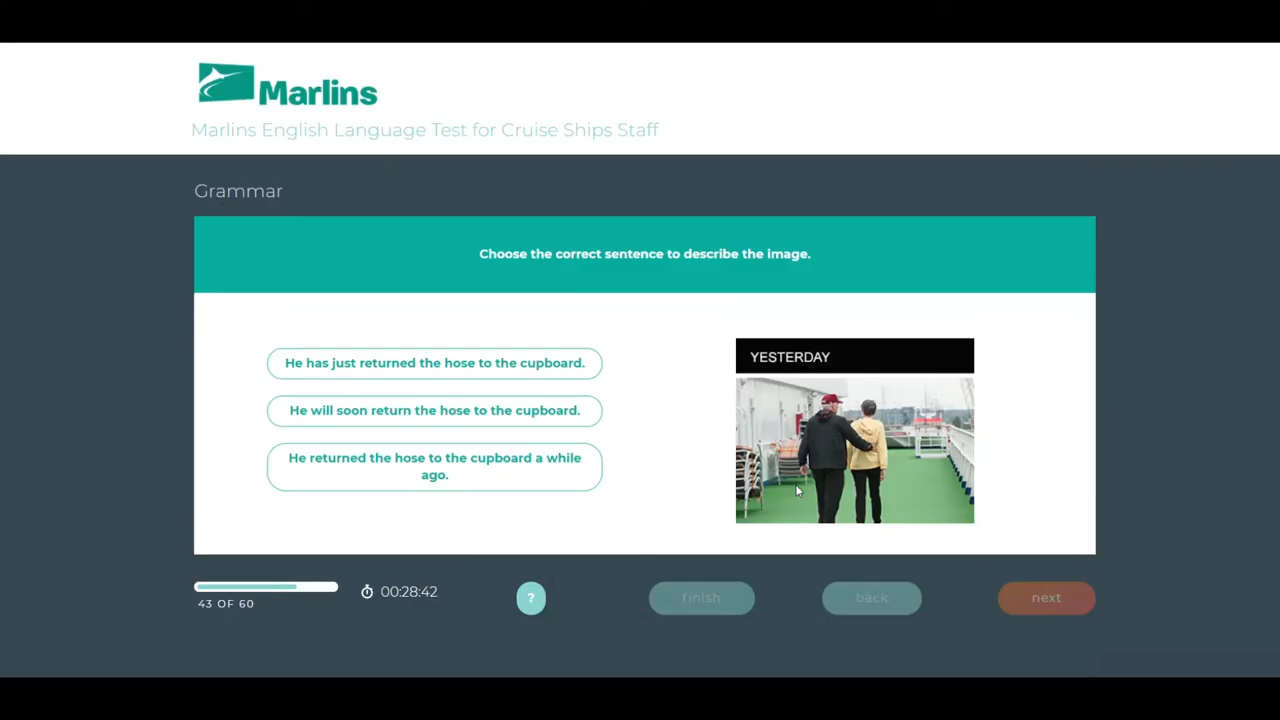 Marlins
Marlins English Language Test for Cruise Ships Staff
Grammar
Choose the correct sentence to describe the image.
He has just returned the hose to the cupboard.
He will soon return the hose to the cupboard.
He returned the hose to the cupboard a while
ago.
YESTERDAY
43 OF 60
00:28:42
?
finish
back
next